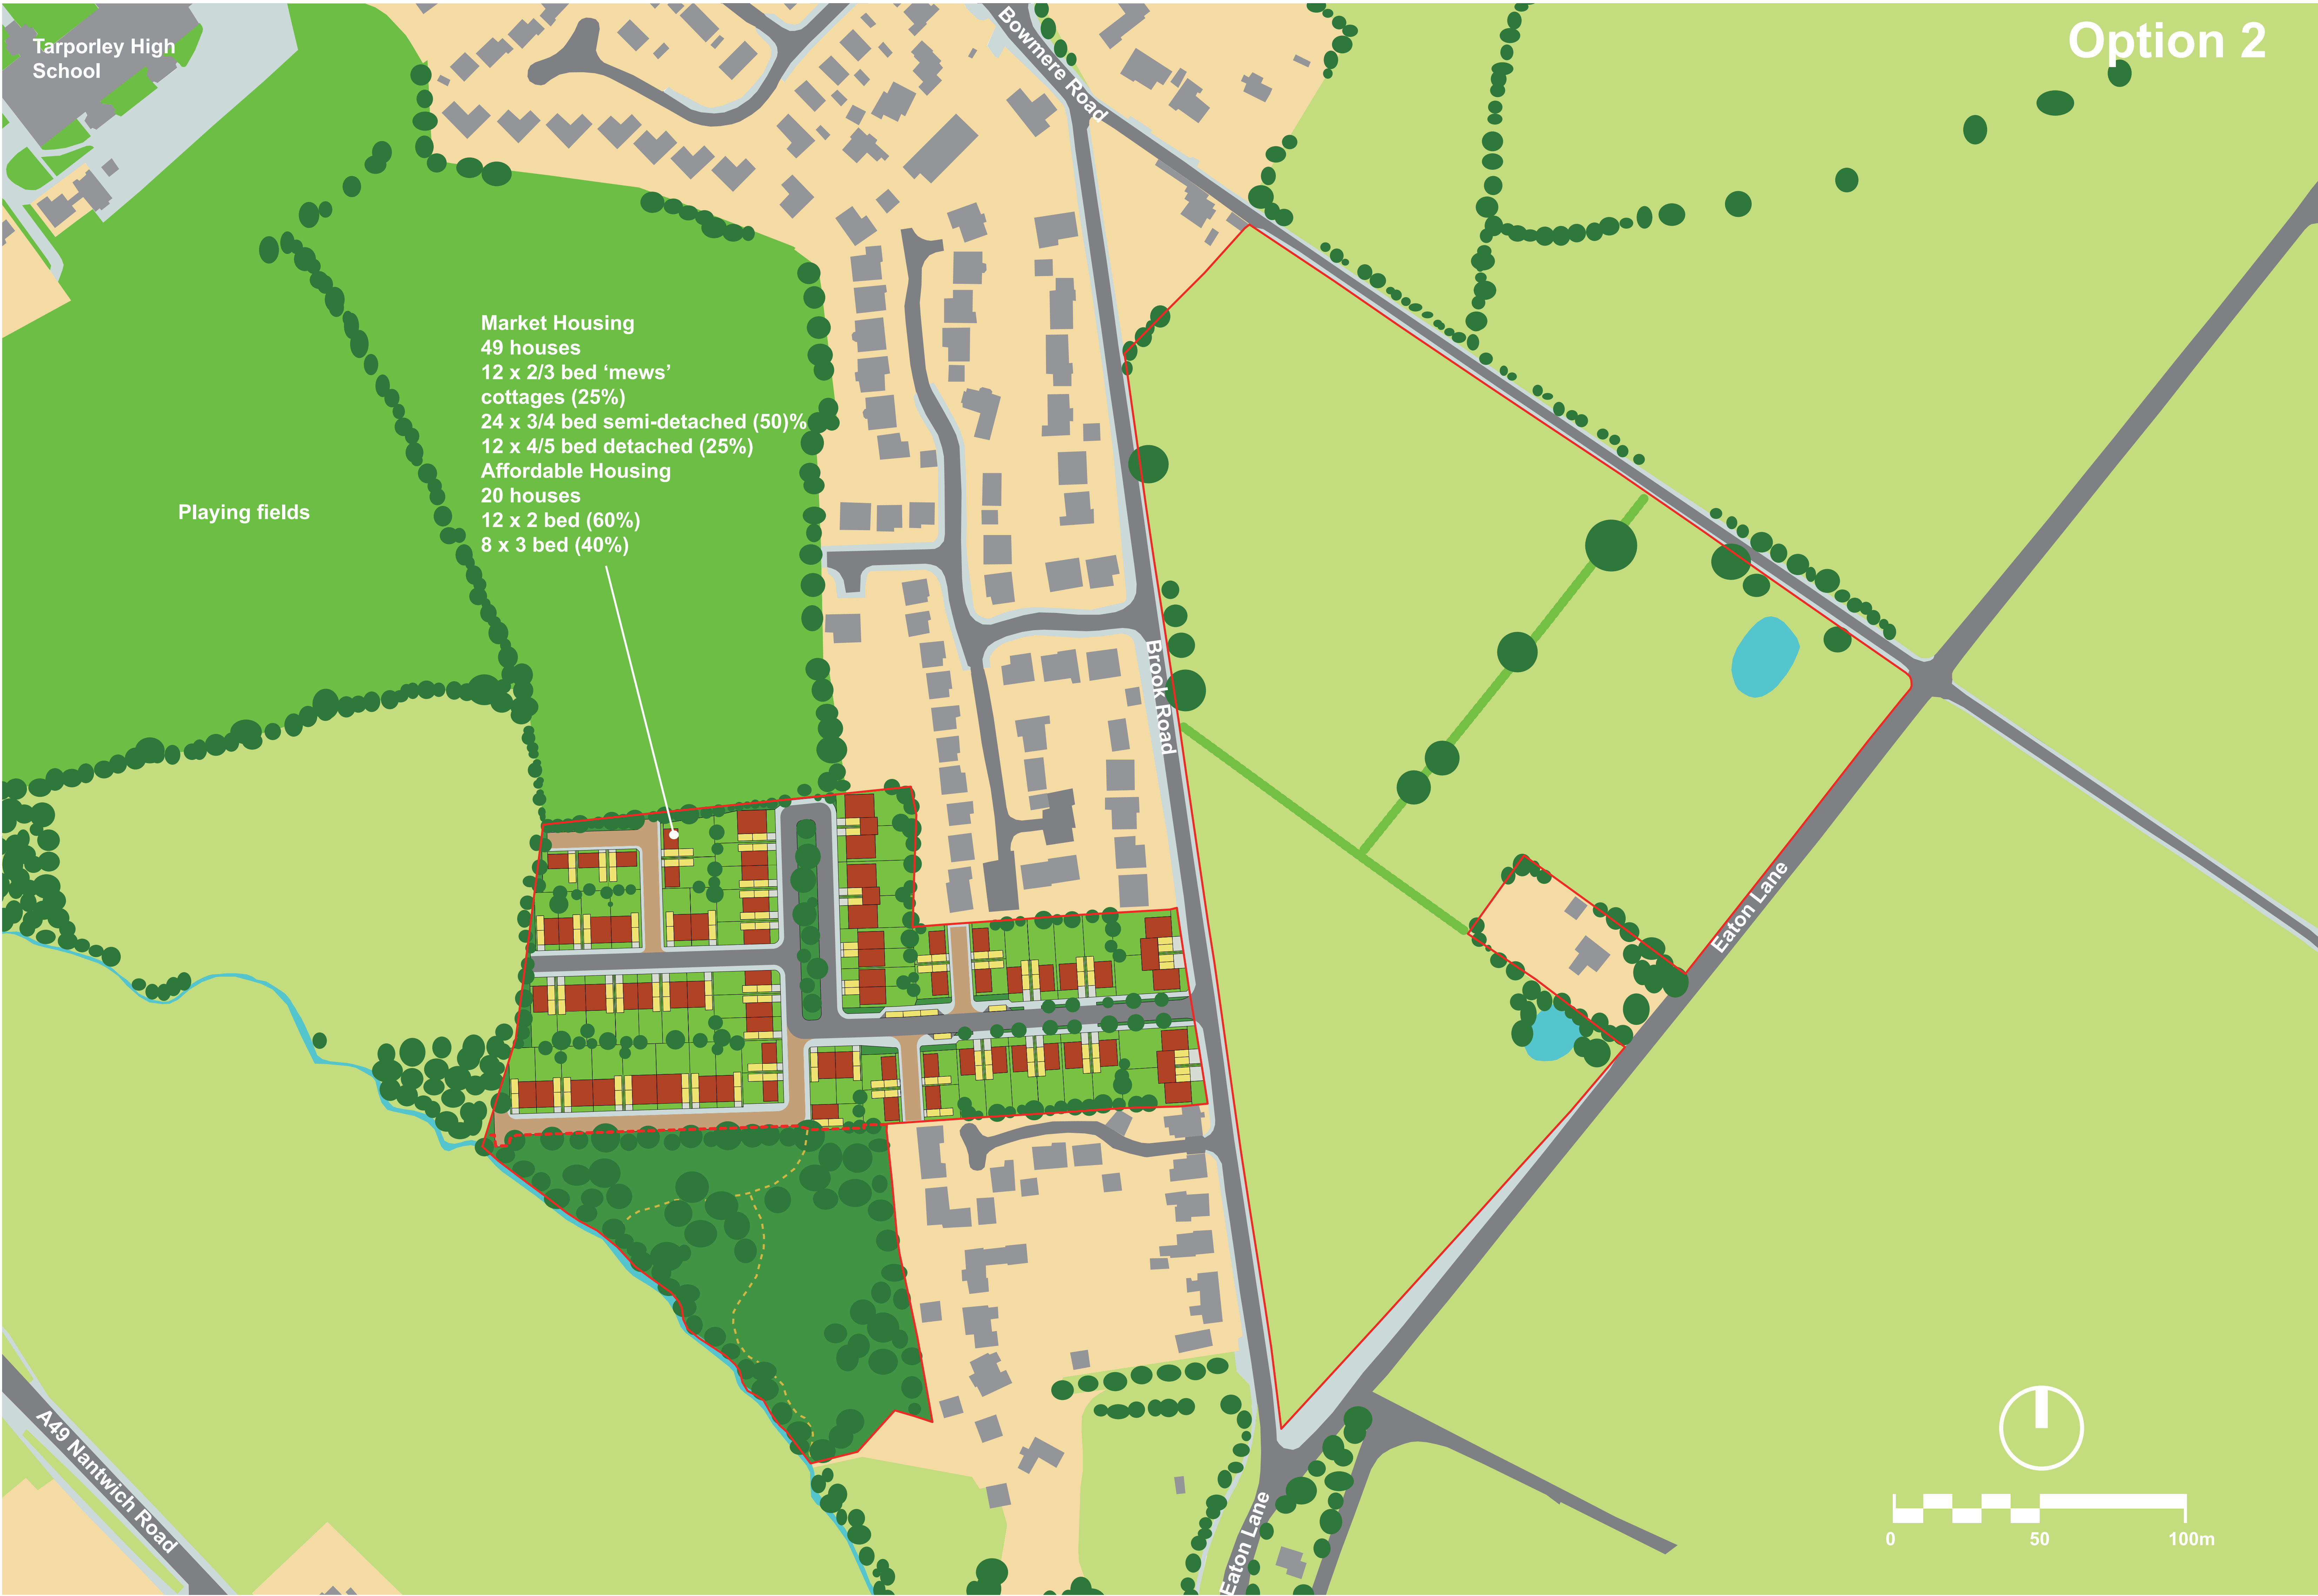 Option 2
Tarporley High
School
Bowmere Road
Market Housing
49 houses
12 x 2/3 bed ‘mews’
cottages (25%)
24 x 3/4 bed semi-detached (50)%
12 x 4/5 bed detached (25%)
Affordable Housing
20 houses
12 x 2 bed (60%)
8 x 3 bed (40%)
Playing fields
Brook Road
Eaton Lane
A49 Nantwich Road
Eaton Lane
0 50 100m